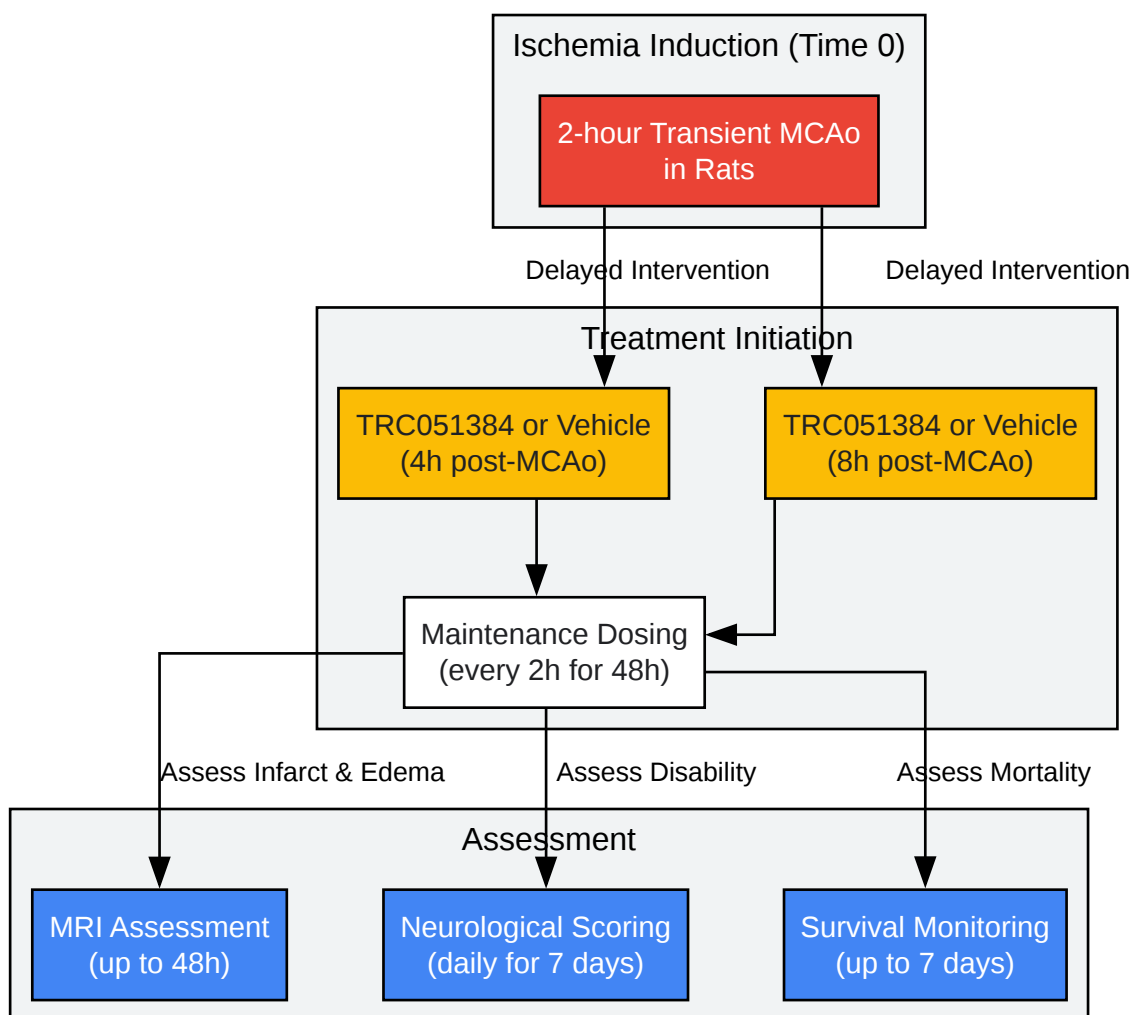 Ischemia Induction (Time 0)
2-hour Transient MCAo
in Rats
Delayed Intervention
Delayed Intervention
Treatment Initiation
TRC051384 or Vehicle
(4h post-MCAo)
TRC051384 or Vehicle
(8h post-MCAo)
Maintenance Dosing
(every 2h for 48h)
Assess Infarct & Edema
Assess Disability
Assess Mortality
Assessment
MRI Assessment
(up to 48h)
Neurological Scoring
(daily for 7 days)
Survival Monitoring
(up to 7 days)